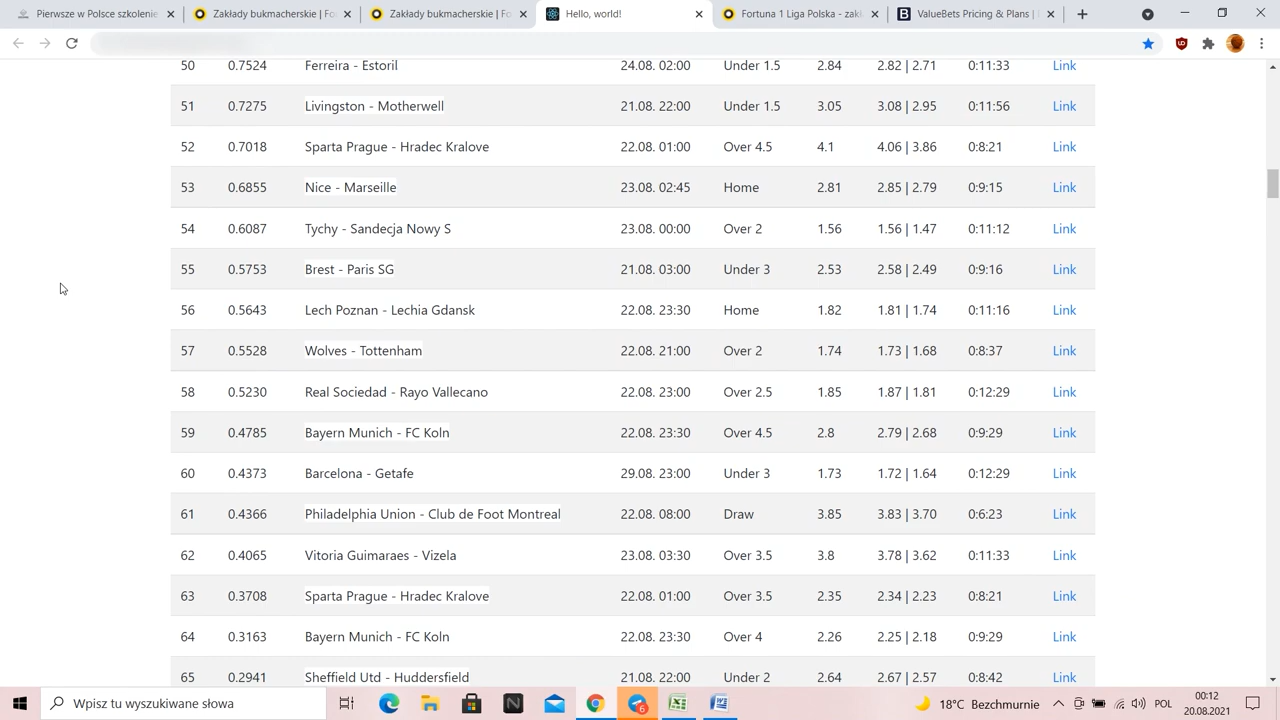 Pierwsze w Polsce szkolenie
Zakłady bukmacherskie | Fo
Zakłady bukmacherskie | Fo
Hello, world!
Fortuna 1 Liga Polska - zakł
ValueBets Pricing & Plans | 
50 0.7524 Ferreira - Estoril 24.08. 02:00 Under 1.5 2.84 2.82 | 2.71 0:11:33 Link
51 0.7275 Livingston - Motherwell 21.08. 22:00 Under 1.5 3.05 3.08 | 2.95 0:11:56 Link
52 0.7018 Sparta Prague - Hradec Kralove 22.08. 01:00 Over 4.5 4.1 4.06 | 3.86 0:8:21 Link
53 0.6855 Nice - Marseille 23.08. 02:45 Home 2.81 2.85 | 2.79 0:9:15 Link
54 0.6087 Tychy - Sandecja Nowy S 23.08. 00:00 Over 2 1.56 1.56 | 1.47 0:11:12 Link
55 0.5753 Brest - Paris SG 21.08. 03:00 Under 3 2.53 2.58 | 2.49 0:9:16 Link
56 0.5643 Lech Poznan - Lechia Gdansk 22.08. 23:30 Home 1.82 1.81 | 1.74 0:11:16 Link
57 0.5528 Wolves - Tottenham 22.08. 21:00 Over 2 1.74 1.73 | 1.68 0:8:37 Link
58 0.5230 Real Sociedad - Rayo Vallecano 22.08. 23:00 Over 2.5 1.85 1.87 | 1.81 0:12:29 Link
59 0.4785 Bayern Munich - FC Koln 22.08. 23:30 Over 4.5 2.8 2.79 | 2.68 0:9:29 Link
60 0.4373 Barcelona - Getafe 29.08. 23:00 Under 3 1.73 1.72 | 1.64 0:12:29 Link
61 0.4366 Philadelphia Union - Club de Foot Montreal 22.08. 08:00 Draw 3.85 3.83 | 3.70 0:6:23 Link
62 0.4065 Vitoria Guimaraes - Vizela 23.08. 03:30 Over 3.5 3.8 3.78 | 3.62 0:11:33 Link
63 0.3708 Sparta Prague - Hradec Kralove 22.08. 01:00 Over 3.5 2.35 2.34 | 2.23 0:8:21 Link
64 0.3163 Bayern Munich - FC Koln 22.08. 23:30 Over 4 2.26 2.25 | 2.18 0:9:29 Link
65 0.2941 Sheffield Utd - Huddersfield 21.08. 22:00 Under 2 2.64 2.67 | 2.57 0:8:42 Link
Wpisz tu wyszukiwane słowa
6
18°C Bezchmurnie
POL
00:12
20.08.2021